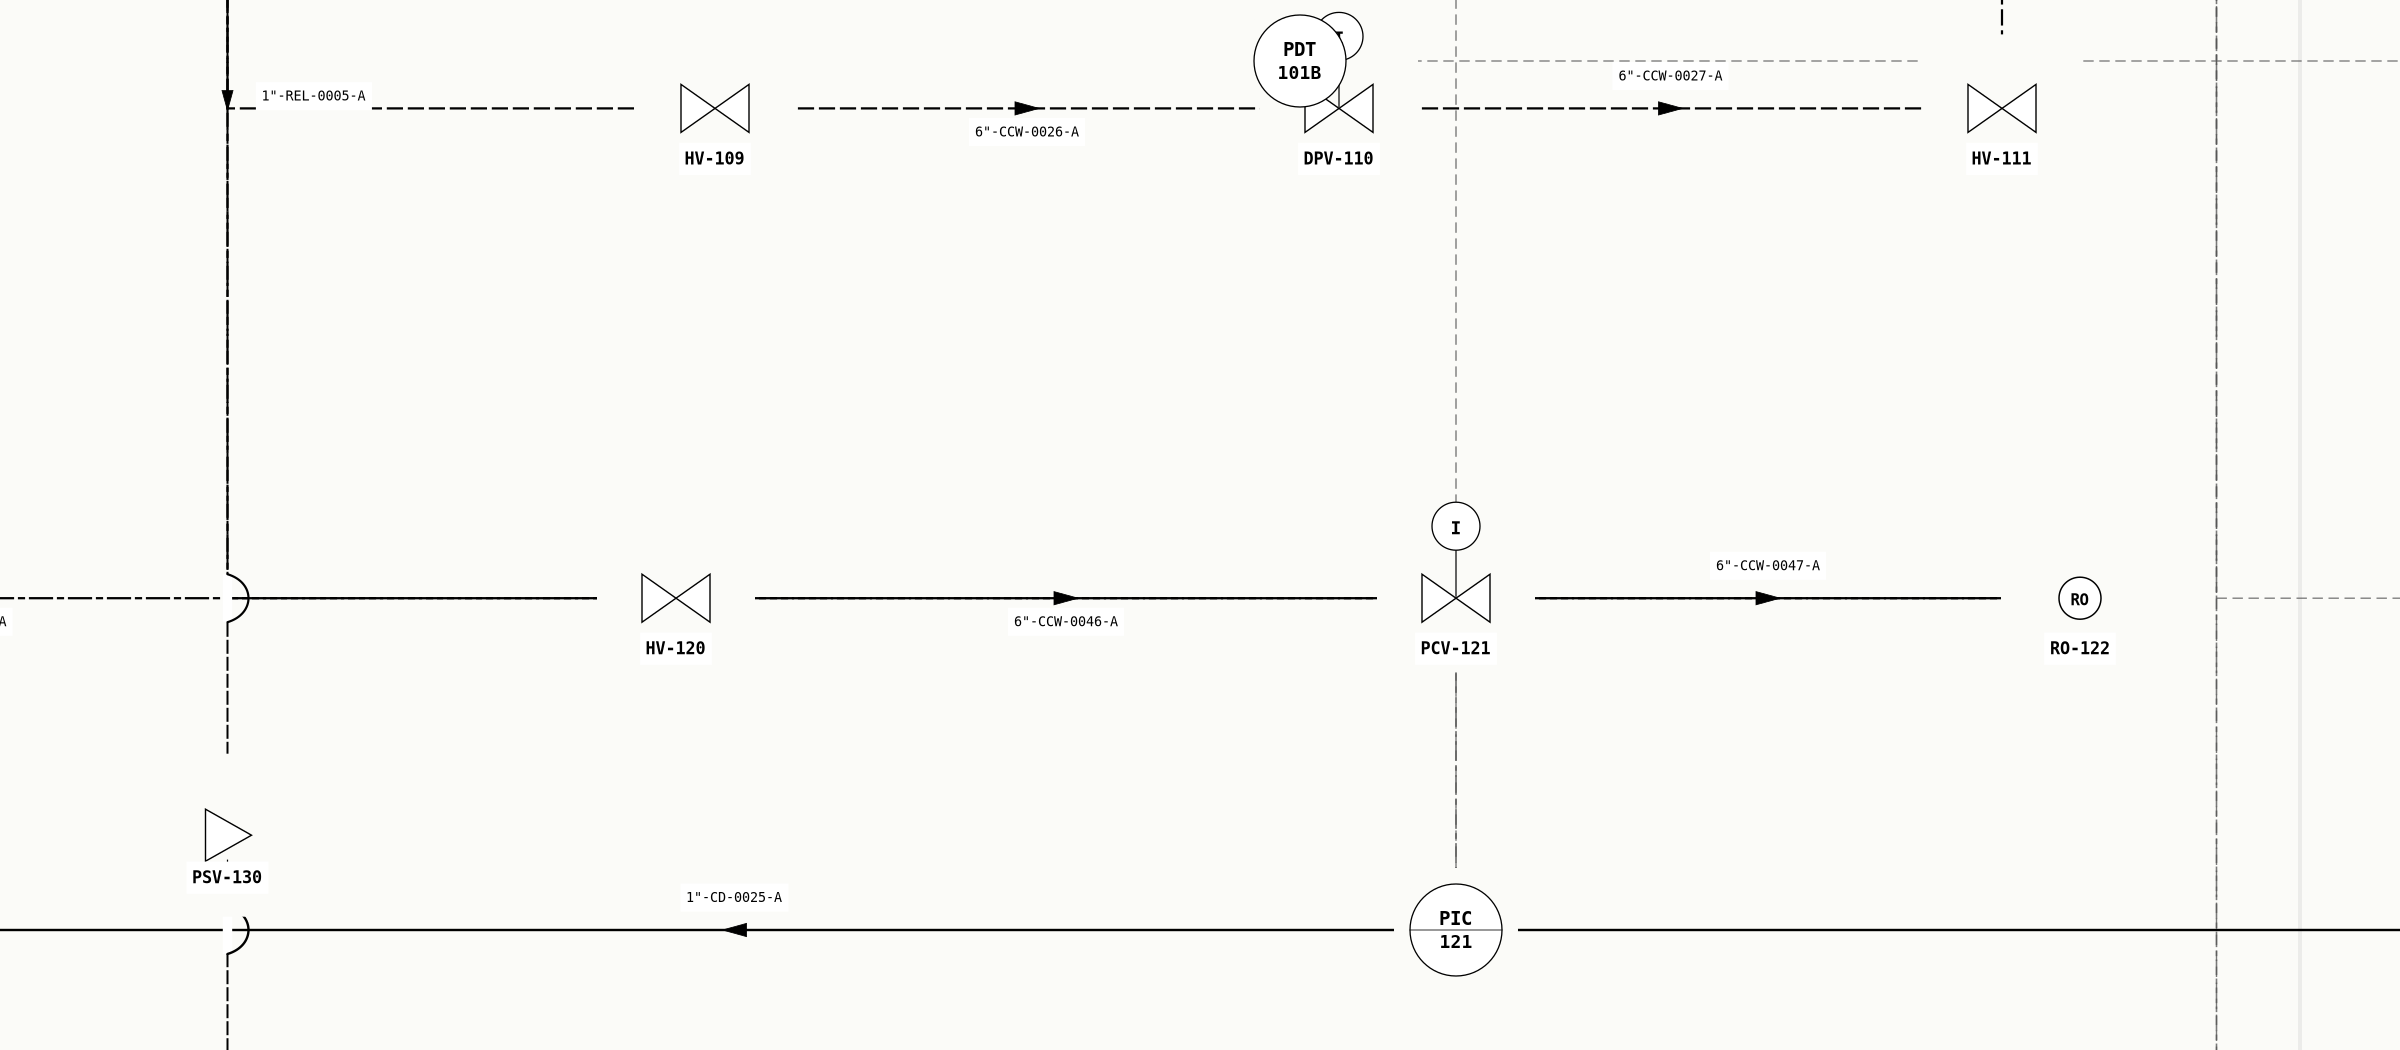 PDT
101B
1"-REL-0005-A
6"-CCW-0027-A
6"-CCW-0026-A
HV-109
DPV-110
HV-111
I
6"-CCW-0047-A
RO
A
6"-CCW-0046-A
HV-120
PCV-121
RO-122
PSV-130
1"-CD-0025-A
PIC
121